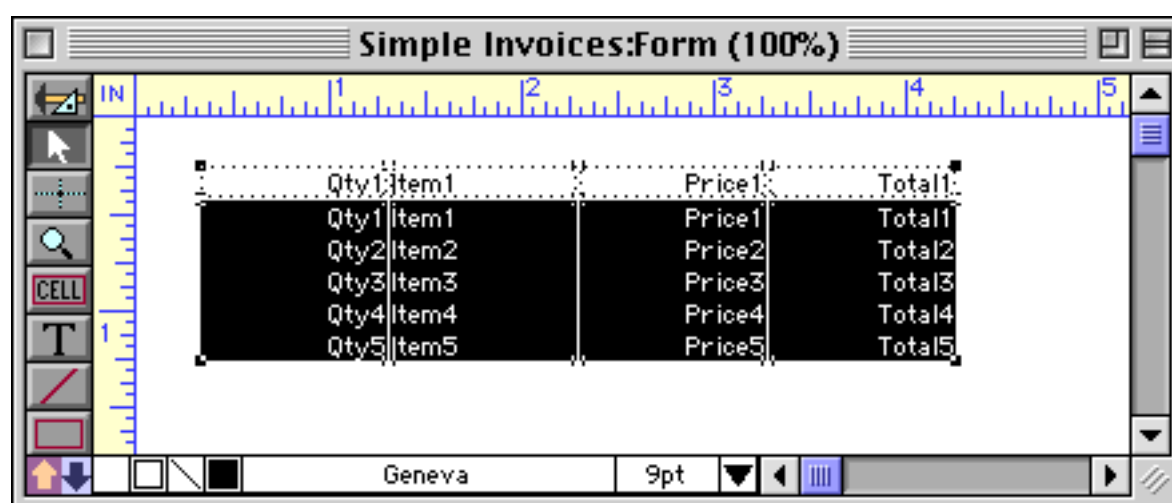 Simple Invoices:Form (100%)
IN 1 2 3 4 5
Qty1 Item1 Price1 Total1
Qty1 Item1 Price1 Total1
Qty2 Item2 Price2 Total2
Qty3 Item3 Price3 Total3
CELL
Qty4 Item4 Price4 Total4
T 1
Qty5 Item5 Price5 Total5
Geneva 9pt